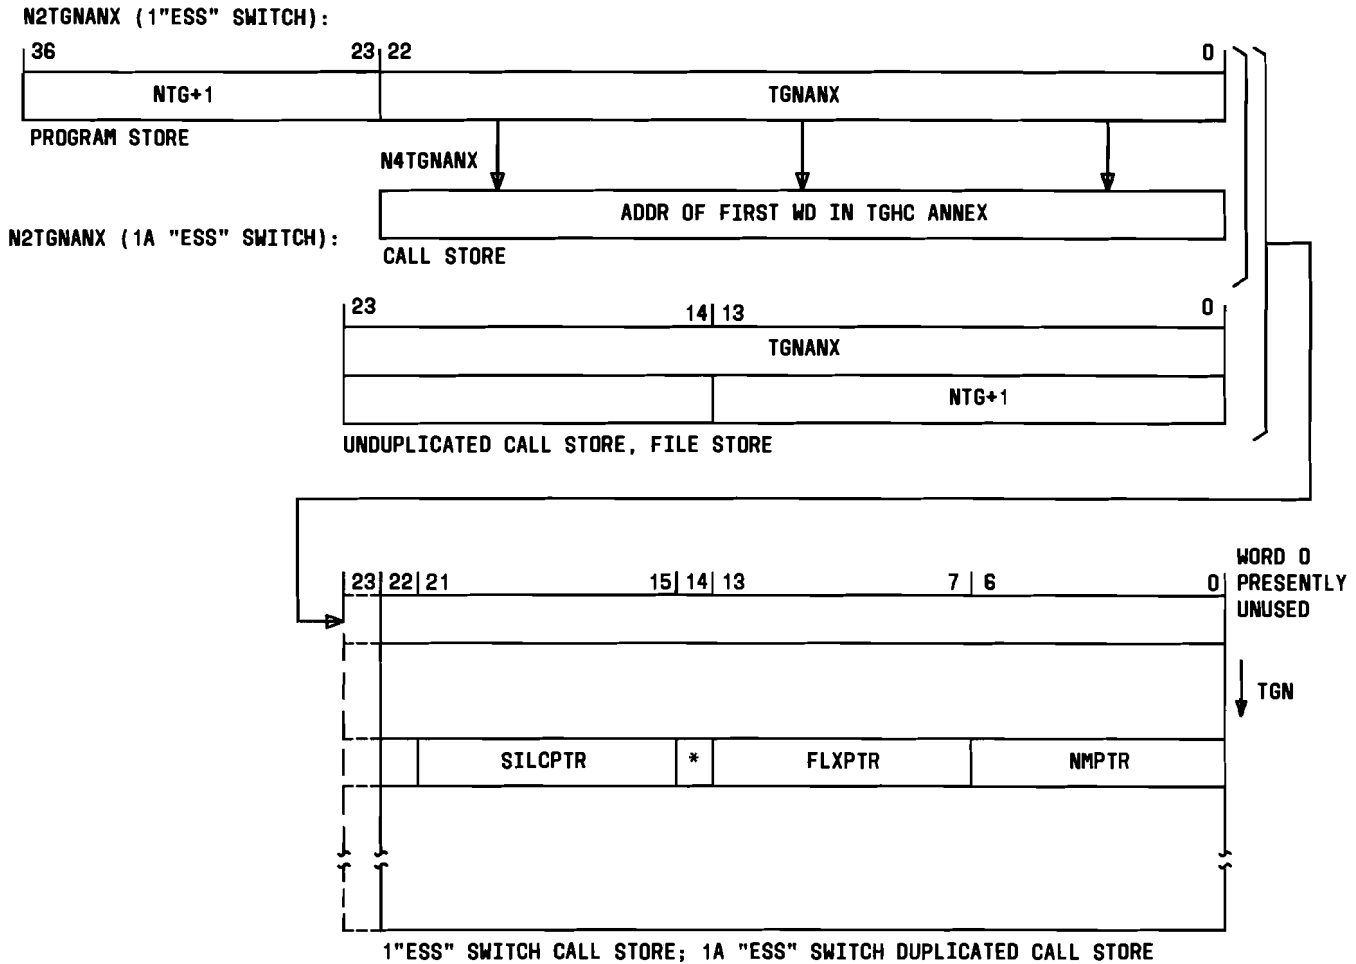 N2TGNANX (1"ESS" SWITCH):
36 23 22 0
NTG+1 TGNANX
PROGRAM STORE
N4TGNANX
ADDR OF FIRST WD IN TGHC ANNEX
N2TGNANX (1A "ESS" SWITCH):
CALL STORE
23 14 13 0
TGNANX
NTG+1
UNDUPLICATED CALL STORE, FILE STORE
WORD 0
23 22 21 15 14 13 7 6 0 PRESENTLY
UNUSED
TGN
SILCPTR * FLXPTR NMPTR
1"ESS" SWITCH CALL STORE; 1A "ESS" SWITCH DUPLICATED CALL STORE